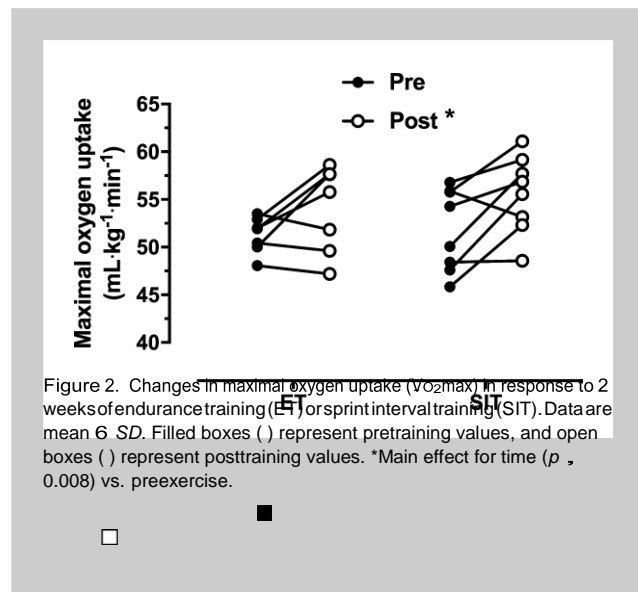 Pre
Post *
Maximal oxygen uptake
(mL·kg⁻¹·min⁻¹)
65
60
55
50
45
40
ET
SIT
Figure 2. Changes in maximal oxygen uptake (VO₂max) in response to 2
weeks of endurance training (ET) or sprint interval training (SIT). Data are
mean 6 SD. Filled boxes ( ) represent pretraining values, and open
boxes ( ) represent posttraining values. *Main effect for time (p ,
0.008) vs. preexercise.